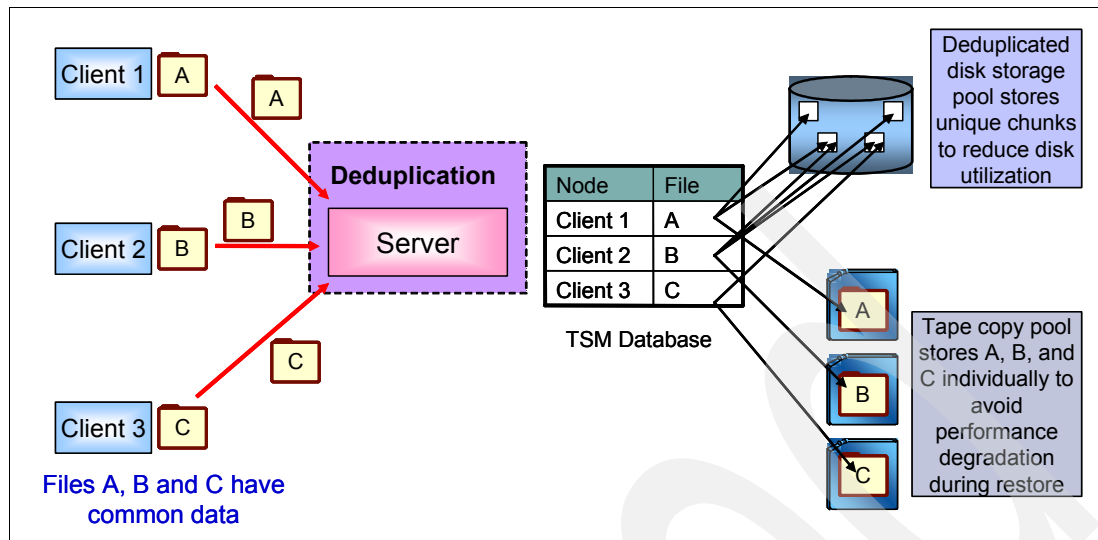 Client 1
A
A
Client 2
B
B
Client 3
C
C
Files A, B and C have
common data
Deduplication
Server
Node File
Client 1 A
Client 2 B
Client 3 C
TSM Database
Deduplicated
disk storage
pool stores
unique chunks
to reduce disk
utilization
A
B
C
Tape copy pool
stores A, B, and
C individually to
avoid
performance
degradation
during restore